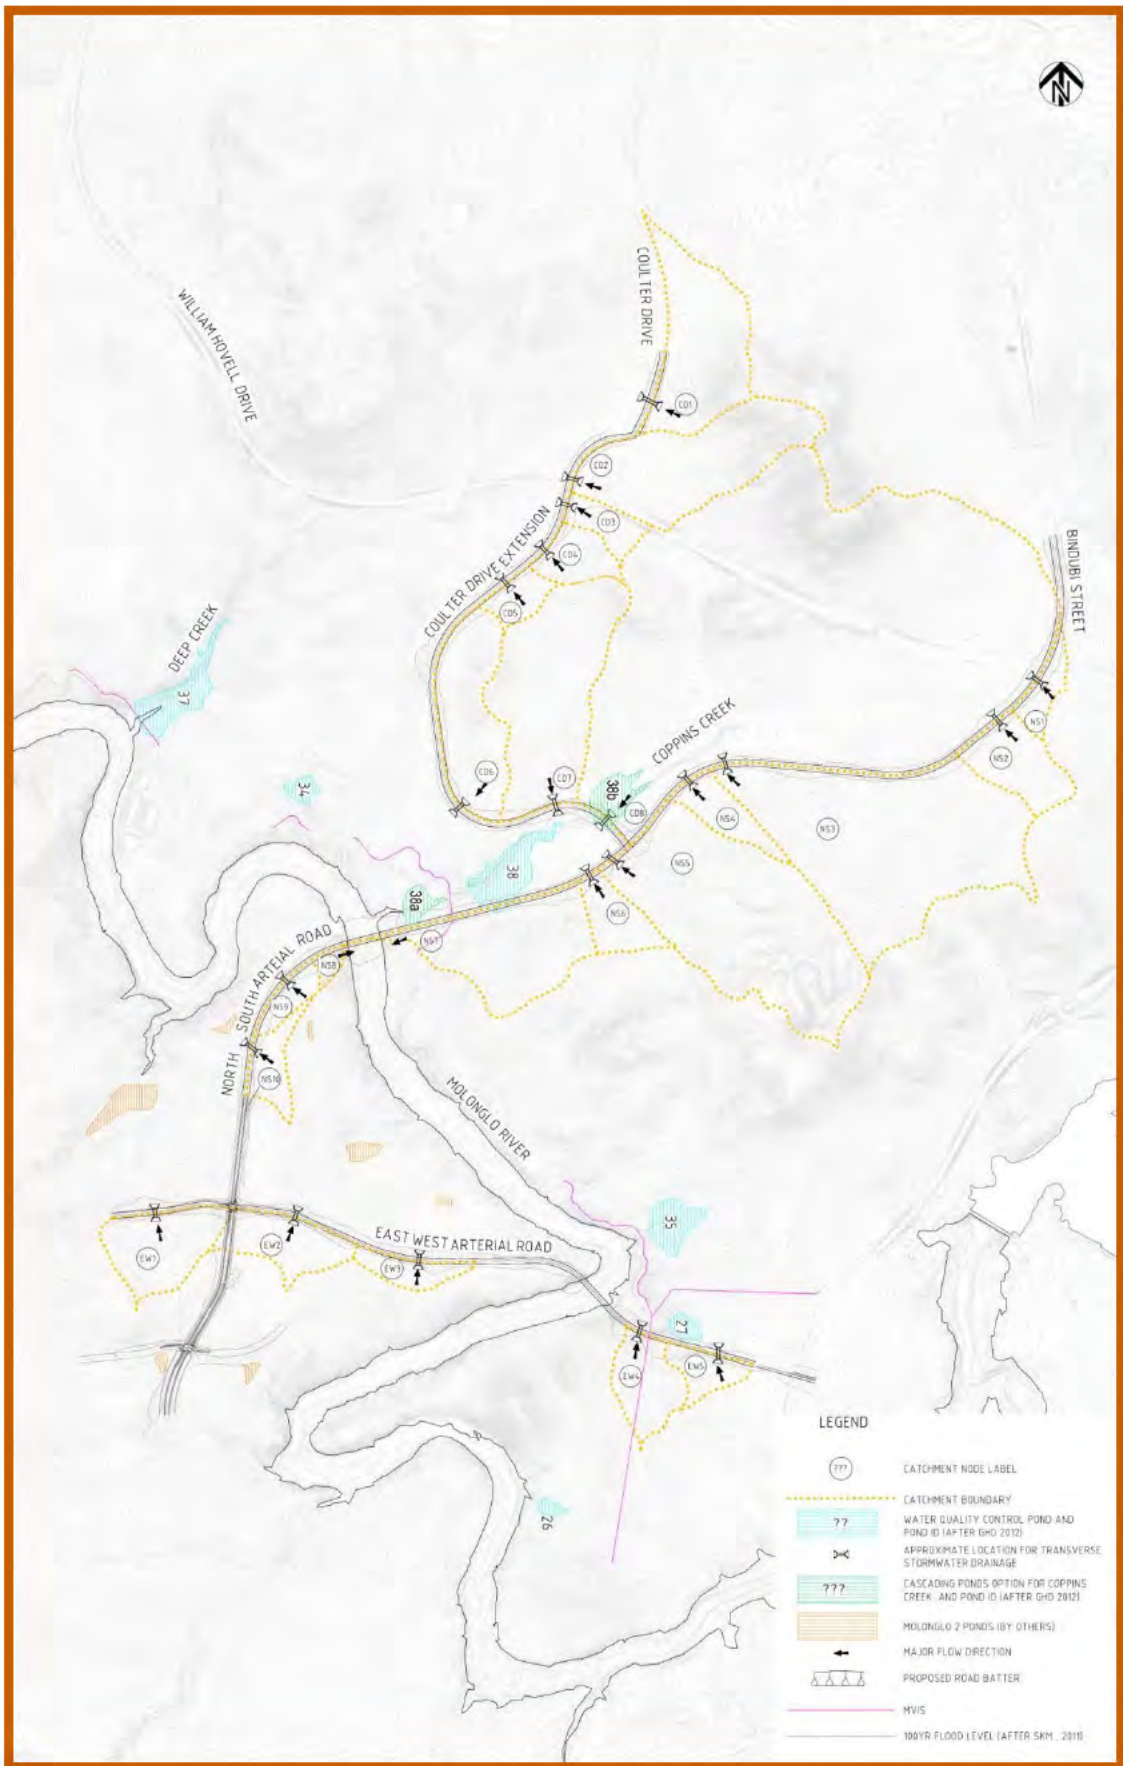 N
COULTER DRIVE
WILLIAM HOVELL DRIVE
CD1
CD2
CD3
CD4
CD5
COULTER DRIVE EXTENSION
BINDUBI STREET
DEEP CREEK
37
NS1
NS2
COPPINS CREEK
CD6
CD7
38b
CD8
34
NS4
NS3
NS5
38
38a
NS6
NS7
NS8
NORTH SOUTH ARTEIAL ROAD
NS9
NS10
MOLONGLO RIVER
35
EAST WEST ARTERIAL ROAD
EW1
EW2
EW3
27
EW4
EW5
26
LEGEND
??? CATCHMENT NODE LABEL
CATCHMENT BOUNDARY
?? WATER QUALITY CONTROL POND AND
POND ID (AFTER GHD 2012)
APPROXIMATE LOCATION FOR TRANSVERSE
STORMWATER DRAINAGE
??? CASCADING PONDS OPTION FOR COPPINS
CREEK AND POND ID (AFTER GHD 2012)
MOLONGLO 2 PONDS (BY OTHERS)
MAJOR FLOW DIRECTION
PROPOSED ROAD BATTER
MVIS
100YR FLOOD LEVEL (AFTER SKM , 2011)